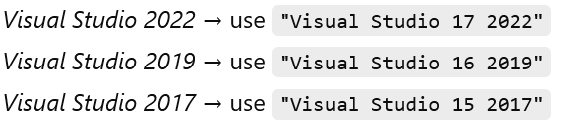 Visual Studio 2022 → use "Visual Studio 17 2022"
Visual Studio 2019 → use "Visual Studio 16 2019"
Visual Studio 2017 → use "Visual Studio 15 2017"